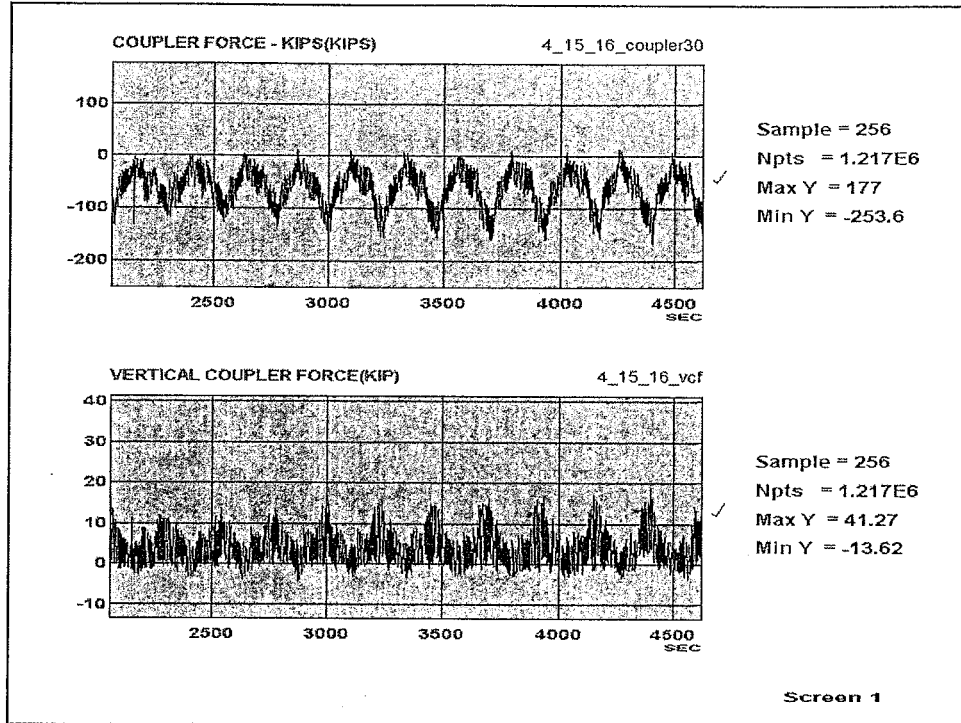 COUPLER FORCE - KIPS(KIPS)
4_15_16_coupler30
100
0
-100
-200
2500
3000
3500
4000
4500
SEC
Sample = 256
Npts = 1.217E6
Max Y = 177
Min Y = -253.6
VERTICAL COUPLER FORCE(KIP)
4_15_16_vcf
40
30
20
10
0
-10
2500
3000
3500
4000
4500
SEC
Sample = 256
Npts = 1.217E6
Max Y = 41.27
Min Y = -13.62
Screen 1